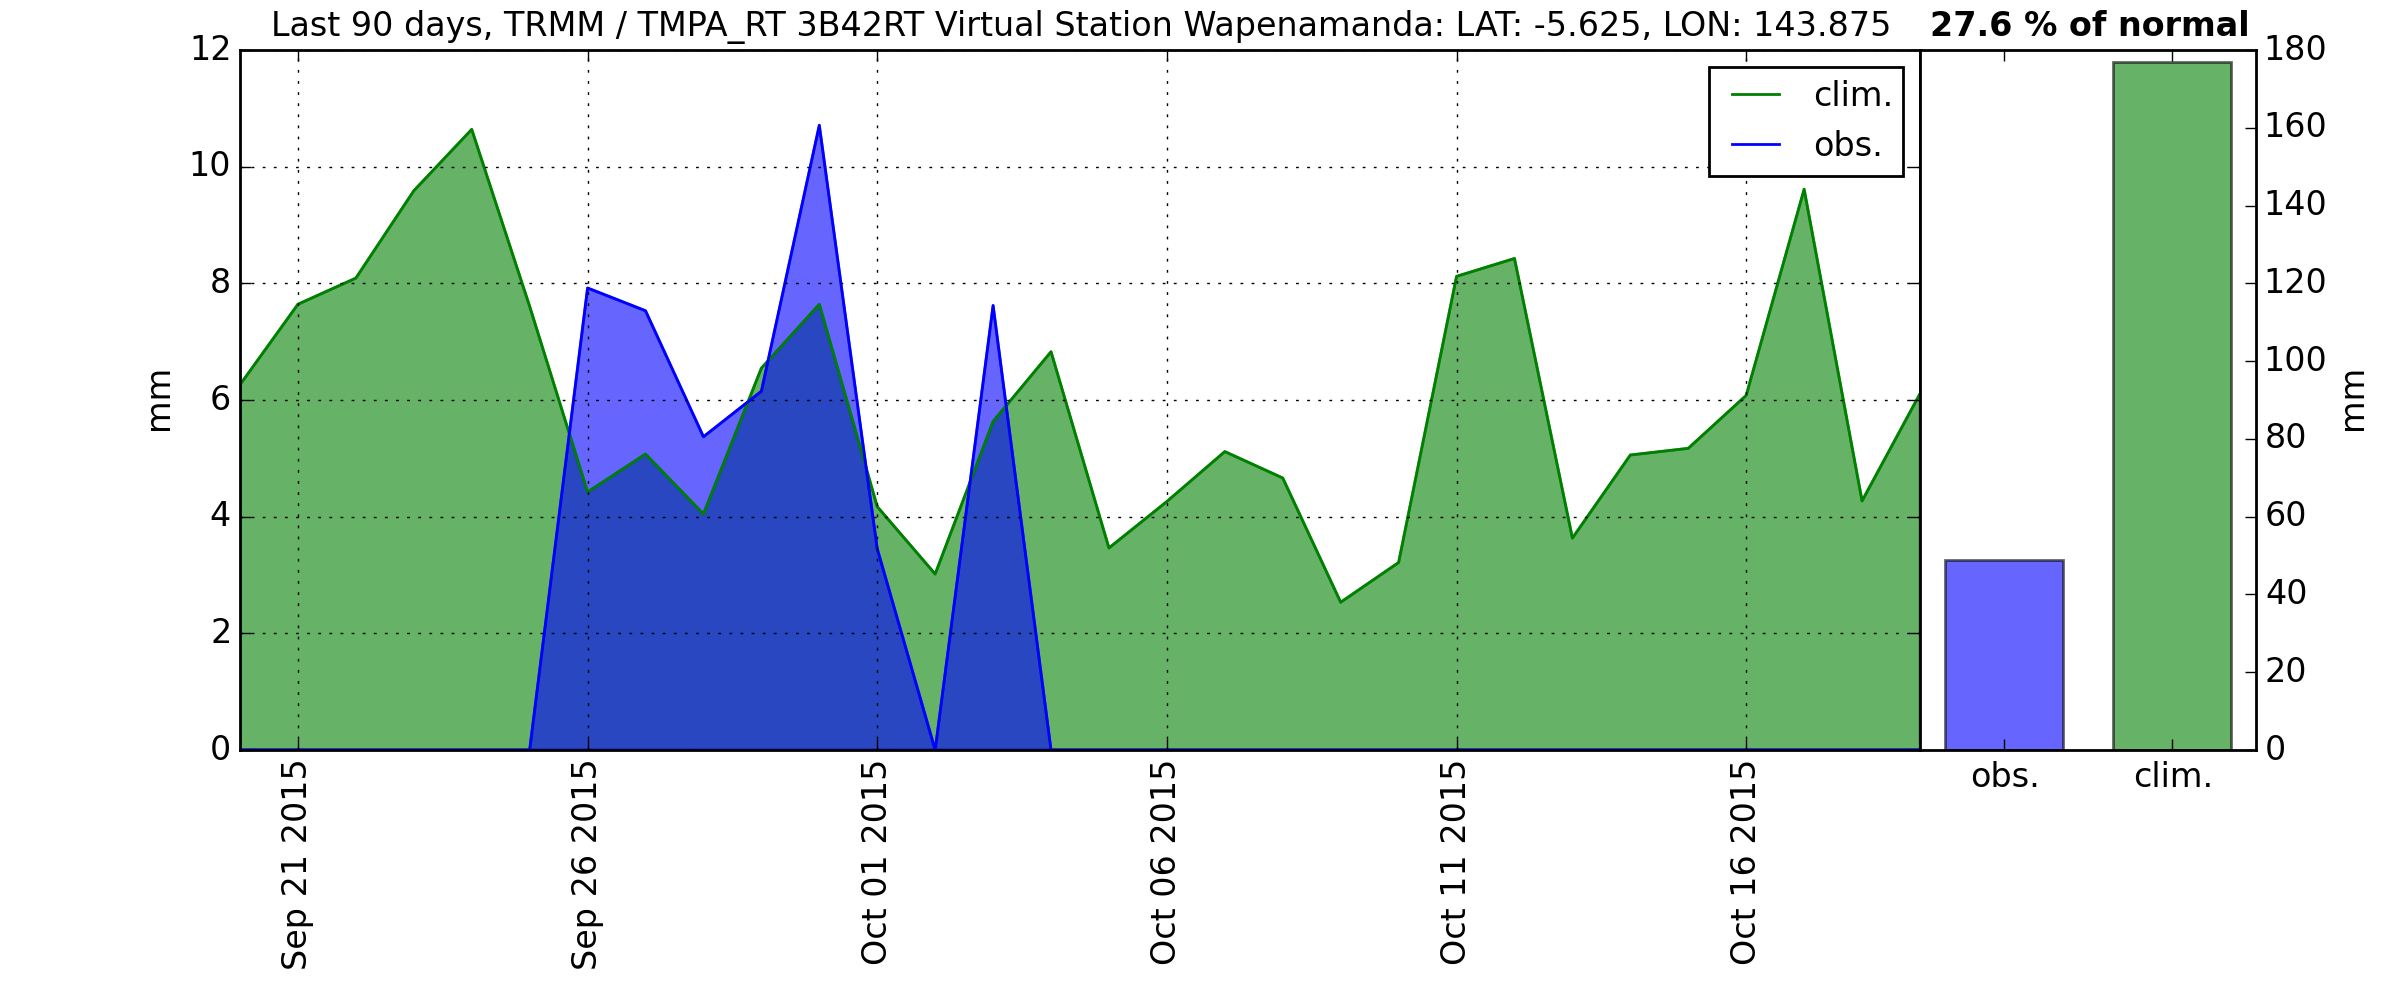 Last 90 days, TRMM / TMPA_RT 3B42RT Virtual Station Wapenamanda: LAT: -5.625, LON: 143.875
27.6 % of normal
12
10
8
6
4
2
0
mm
clim.
obs.
180
160
140
120
100
80
60
40
20
0
mm
Sep 21 2015
Sep 26 2015
Oct 01 2015
Oct 06 2015
Oct 11 2015
Oct 16 2015
obs.
clim.